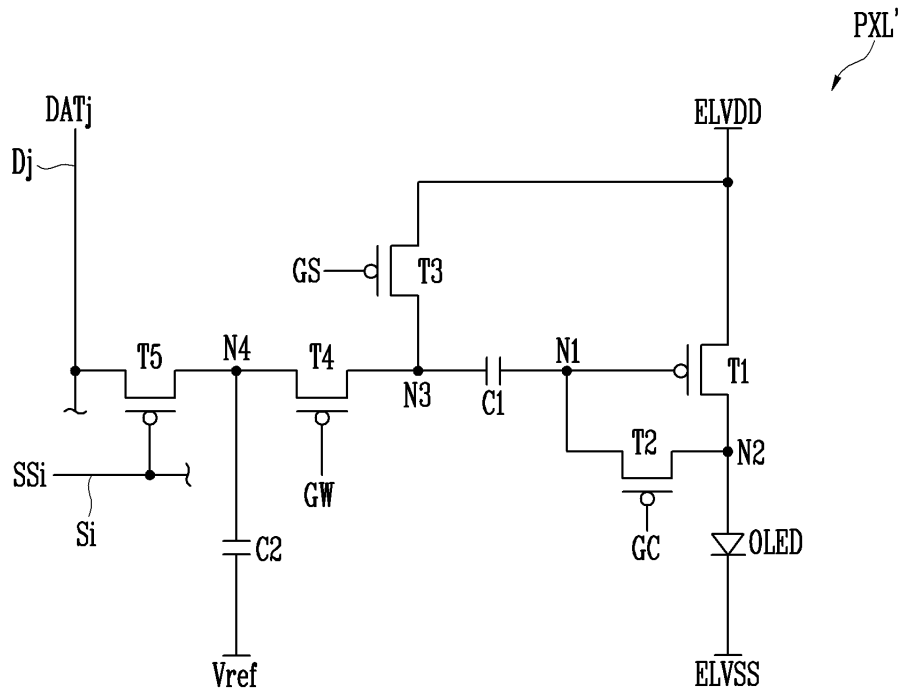 PXL'
DATj
ELVDD
Dj
GS
T3
T5
N4
T4
N1
T1
N3
C1
T2
N2
SSi
Si
GW
GC
OLED
C2
Vref
ELVSS